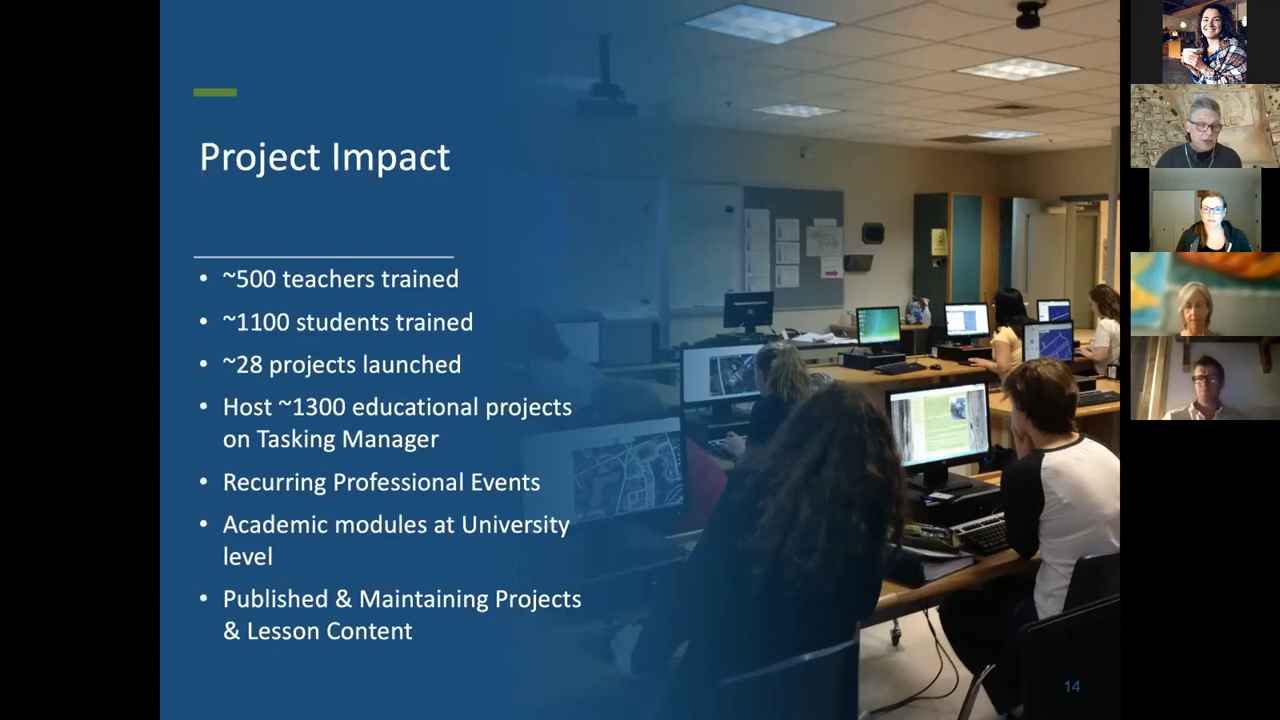 Project Impact
• ~500 teachers trained
• ~1100 students trained
• ~28 projects launched
• Host ~1300 educational projects
on Tasking Manager
• Recurring Professional Events
• Academic modules at University
level
• Published & Maintaining Projects
& Lesson Content
14